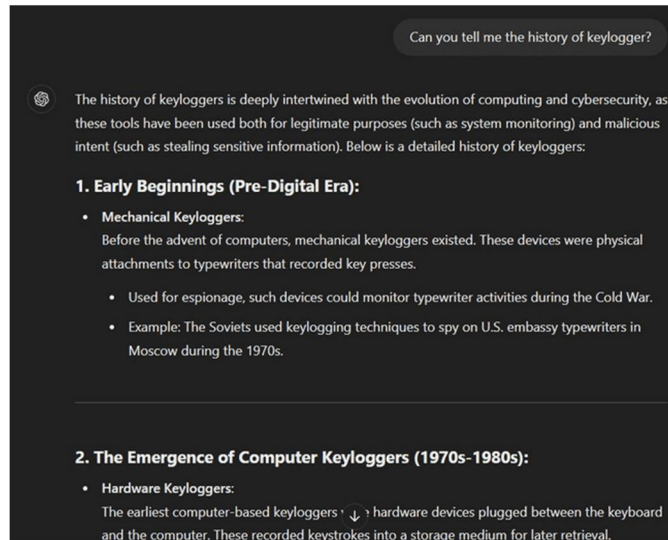 Can you tell me the history of keylogger?
The history of keyloggers is deeply intertwined with the evolution of computing and cybersecurity, as
these tools have been used both for legitimate purposes (such as system monitoring) and malicious
intent (such as stealing sensitive information). Below is a detailed history of keyloggers:
1. Early Beginnings (Pre-Digital Era):
• Mechanical Keyloggers:
Before the advent of computers, mechanical keyloggers existed. These devices were physical
attachments to typewriters that recorded key presses.
• Used for espionage, such devices could monitor typewriter activities during the Cold War.
• Example: The Soviets used keylogging techniques to spy on U.S. embassy typewriters in
Moscow during the 1970s.
2. The Emergence of Computer Keyloggers (1970s-1980s):
• Hardware Keyloggers:
The earliest computer-based keyloggers hardware devices plugged between the keyboard
and the computer. These recorded keystrokes into a storage medium for later retrieval.